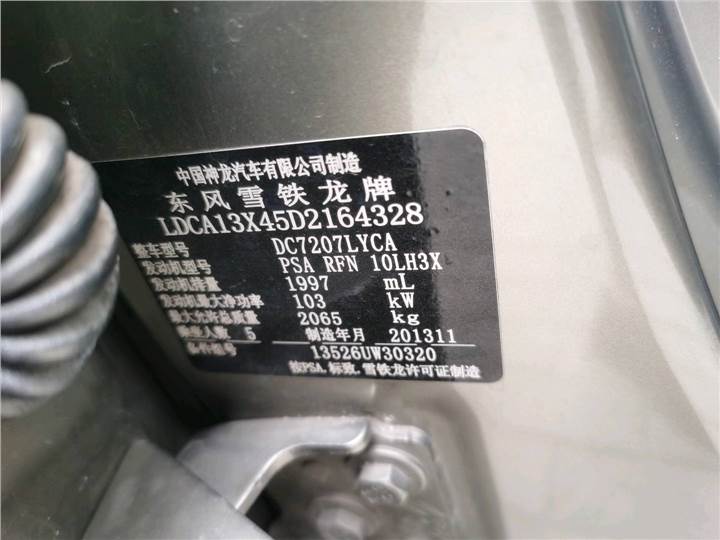 中国神龙汽车有限公司制造
东风雪铁龙牌
LDCA13X45D2164328
整车型号 DC7207LYCA
发动机型号 PSA RFN 10LH3X
发动机排量 1997 mL
发动机最大净功率 103 kW
最大允许总质量 2065 kg
乘坐人数 5 制造年月 201311
备件组号 13526UW30320
按PSA.标致.雪铁龙许可证制造